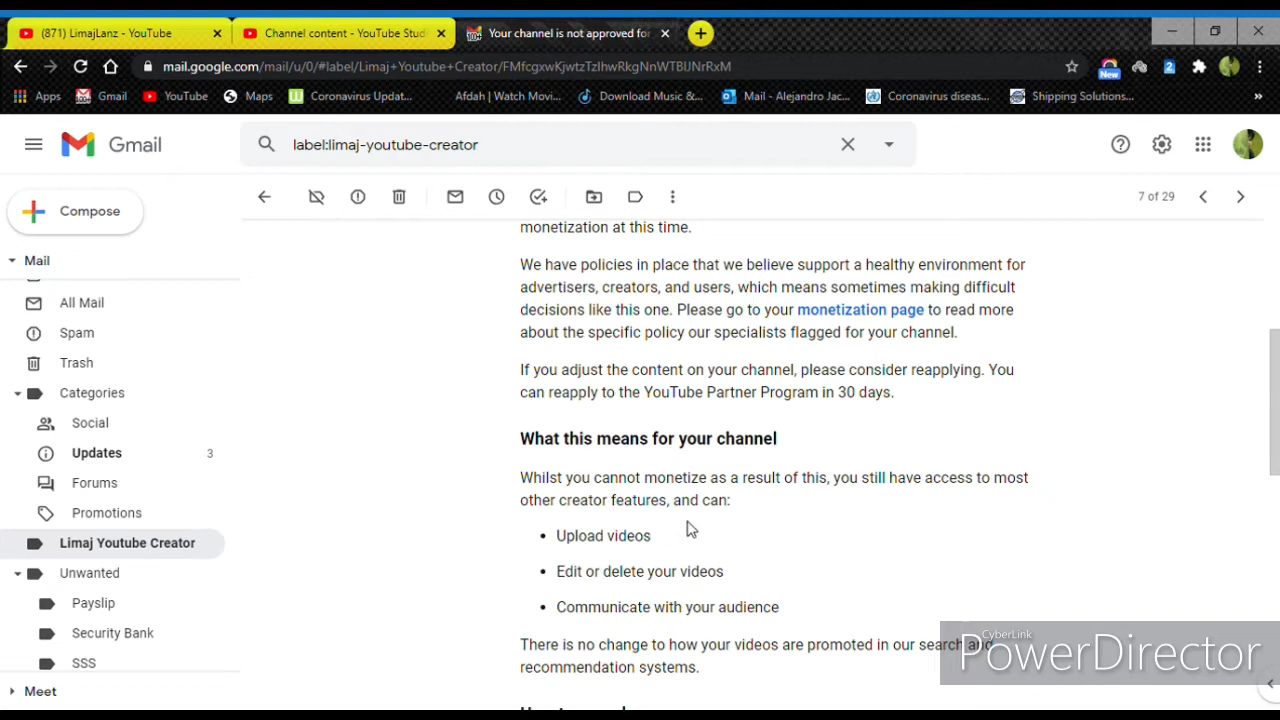 (871) LimajLanz - YouTube
Channel content - YouTube Stud
Your channel is not approved for
mail.google.com/mail/u/0/#label/Limaj+Youtube+Creator/FMfcgxwKjwtzTzlhwRkgNnWTBlJNrRxM
New
2
Apps
Gmail
YouTube
Maps
Coronavirus Updat...
Afdah | Watch Movi...
Download Music &...
Mail - Alejandro Jac...
Coronavirus diseas...
Shipping Solutions...
Gmail
label:limaj-youtube-creator
Compose
7 of 29
Mail
All Mail
Spam
Trash
Categories
Social
Updates 3
Forums
Promotions
Limaj Youtube Creator
Unwanted
Payslip
Security Bank
SSS
Meet
monetization at this time.
We have policies in place that we believe support a healthy environment for
advertisers, creators, and users, which means sometimes making difficult
decisions like this one. Please go to your monetization page to read more
about the specific policy our specialists flagged for your channel.
If you adjust the content on your channel, please consider reapplying. You
can reapply to the YouTube Partner Program in 30 days.
What this means for your channel
Whilst you cannot monetize as a result of this, you still have access to most
other creator features, and can:
• Upload videos
• Edit or delete your videos
• Communicate with your audience
There is no change to how your videos are promoted in our search and
recommendation systems.
CyberLink
PowerDirector